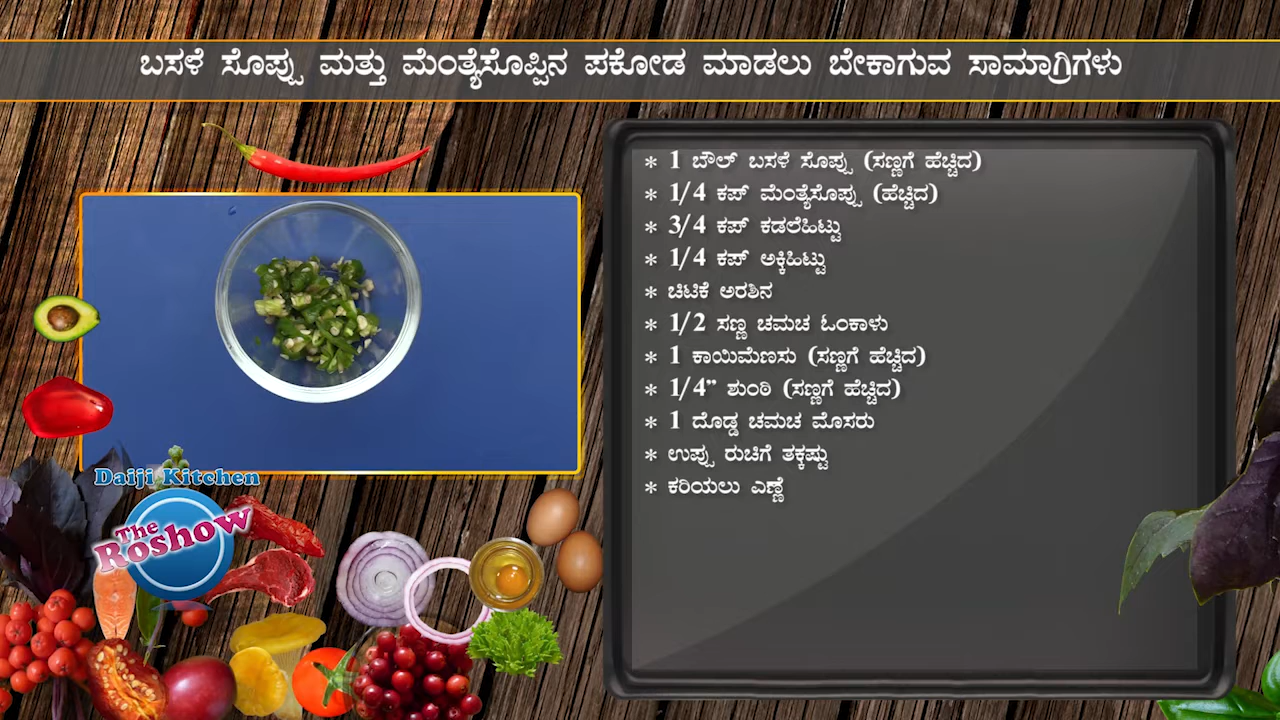 ಬಸಳೆ ಸೊಪ್ಪು ಮತ್ತು ಮೆಂತ್ಯೆಸೊಪ್ಪಿನ ಪಕೋಡ ಮಾಡಲು ಬೇಕಾಗುವ ಸಾಮಾಗ್ರಿಗಳು
* 1 ಬೌಲ್ ಬಸಳೆ ಸೊಪ್ಪು (ಸಣ್ಣಗೆ ಹೆಚ್ಚಿದ)
* 1/4 ಕಪ್ ಮೆಂತ್ಯೆಸೊಪ್ಪು (ಹೆಚ್ಚಿದ)
* 3/4 ಕಪ್ ಕಡಲೆಹಿಟ್ಟು
* 1/4 ಕಪ್ ಅಕ್ಕಿಹಿಟ್ಟು
* ಚಿಟಿಕೆ ಅರಶಿನ
* 1/2 ಸಣ್ಣ ಚಮಚ ಓಂಕಾಳು
* 1 ಕಾಯಿಮೆಣಸು (ಸಣ್ಣಗೆ ಹೆಚ್ಚಿದ)
* 1/4” ಶುಂಠಿ (ಸಣ್ಣಗೆ ಹೆಚ್ಚಿದ)
* 1 ದೊಡ್ಡ ಚಮಚ ಮೊಸರು
* ಉಪ್ಪು ರುಚಿಗೆ ತಕ್ಕಷ್ಟು
* ಕರಿಯಲು ಎಣ್ಣೆ
Daiji Kitchen
The
Roshow